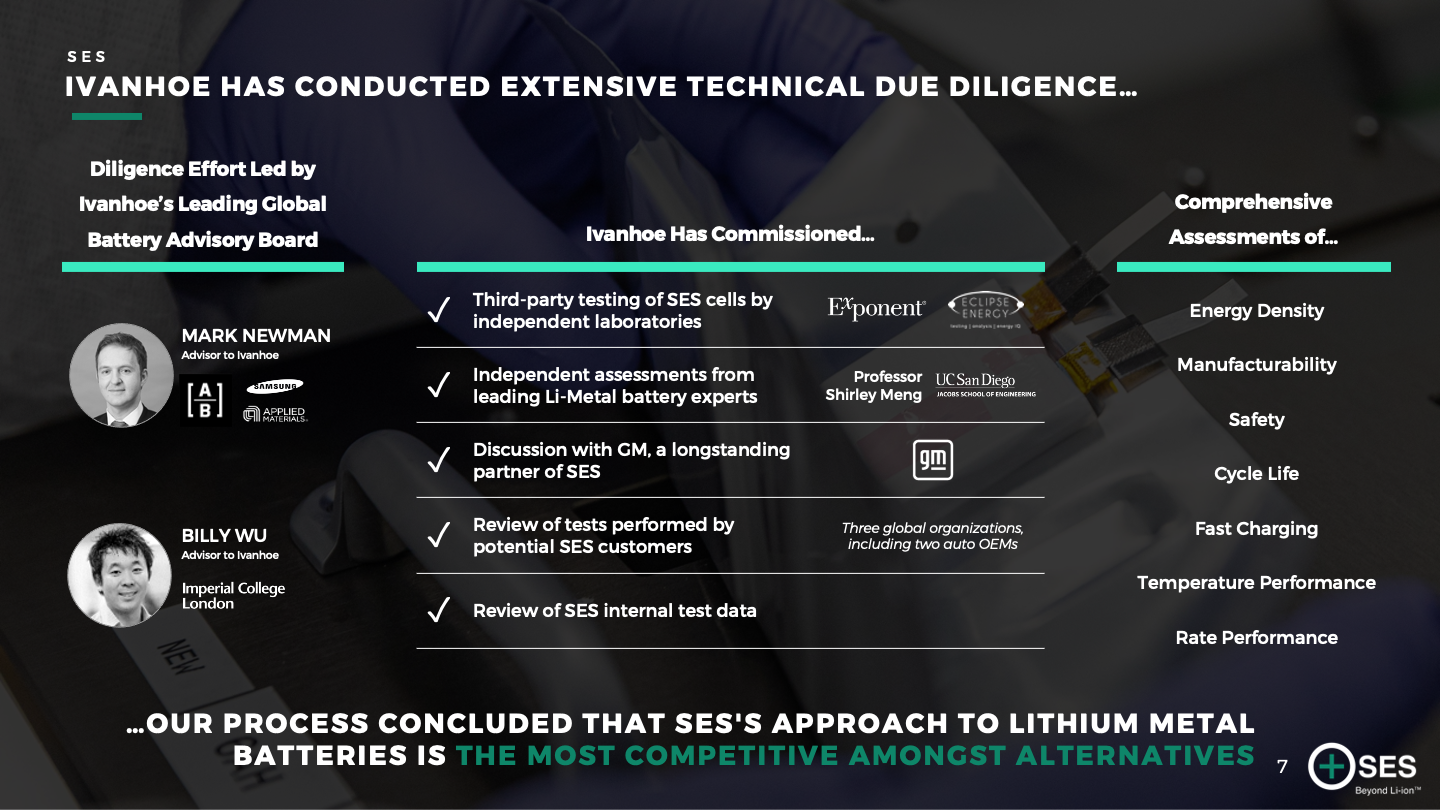 SES
IVANHOE HAS CONDUCTED EXTENSIVE TECHNICAL DUE DILIGENCE…
Diligence Effort Led by
Ivanhoe's Leading Global
Battery Advisory Board
MARK NEWMAN
Advisor to Ivanhoe
[A
B]
SAMSUNG
APPLIED
MATERIALS®
BILLY WU
Advisor to Ivanhoe
Imperial College
London
Ivanhoe Has Commissioned…
✓ Third-party testing of SES cells by
independent laboratories
Exponent®
ECLIPSE
ENERGY
testing | analysis | energy IQ
✓ Independent assessments from
leading Li-Metal battery experts
Professor
Shirley Meng
UC San Diego
JACOBS SCHOOL OF ENGINEERING
✓ Discussion with GM, a longstanding
partner of SES
gm
✓ Review of tests performed by
potential SES customers
Three global organizations,
including two auto OEMs
✓ Review of SES internal test data
Comprehensive
Assessments of…
Energy Density
Manufacturability
Safety
Cycle Life
Fast Charging
Temperature Performance
Rate Performance
NEW
…OUR PROCESS CONCLUDED THAT SES'S APPROACH TO LITHIUM METAL
BATTERIES IS THE MOST COMPETITIVE AMONGST ALTERNATIVES
7
SES
Beyond Li-ion™